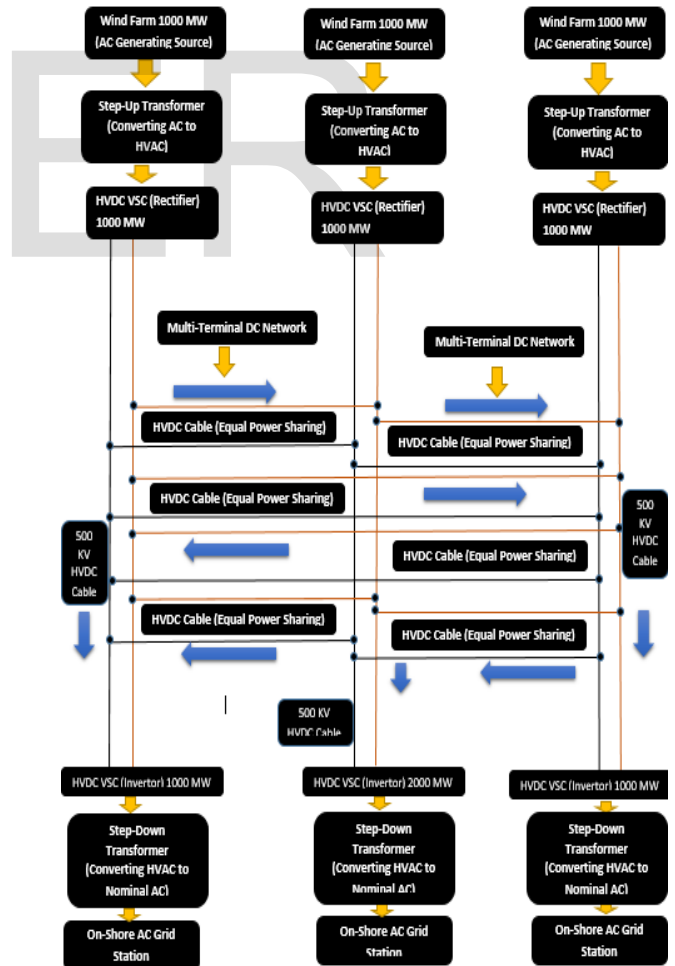 Wind Farm 1000 MW
(AC Generating Source)
Wind Farm 1000 MW
(AC Generating Source)
Wind Farm 1000 MW
(AC Generating Source)
Step-Up Transformer
(Converting AC to
HVAC)
Step-Up Transformer
(Converting AC to
HVAC)
Step-Up Transformer
(Converting AC to
HVAC)
HVDC VSC (Rectifier)
1000 MW
HVDC VSC (Rectifier)
1000 MW
HVDC VSC (Rectifier)
1000 MW
ER
Multi-Terminal DC Network
Multi-Terminal DC Network
HVDC Cable (Equal Power Sharing)
HVDC Cable (Equal Power Sharing)
HVDC Cable (Equal Power Sharing)
500
KV
HVDC
Cable
500
KV
HVDC
Cable
HVDC Cable (Equal Power Sharing)
HVDC Cable (Equal Power Sharing)
HVDC Cable (Equal Power Sharing)
500 KV
HVDC Cable
HVDC VSC (Invertor) 1000 MW
HVDC VSC (Invertor) 2000 MW
HVDC VSC (Invertor) 1000 MW
Step-Down
Transformer
(Converting HVAC to
Nominal AC)
Step-Down
Transformer
(Converting HVAC to
Nominal AC)
Step-Down
Transformer
(Converting HVAC to
Nominal AC)
On-Shore AC Grid
Station
On-Shore AC Grid
Station
On-Shore AC Grid
Station